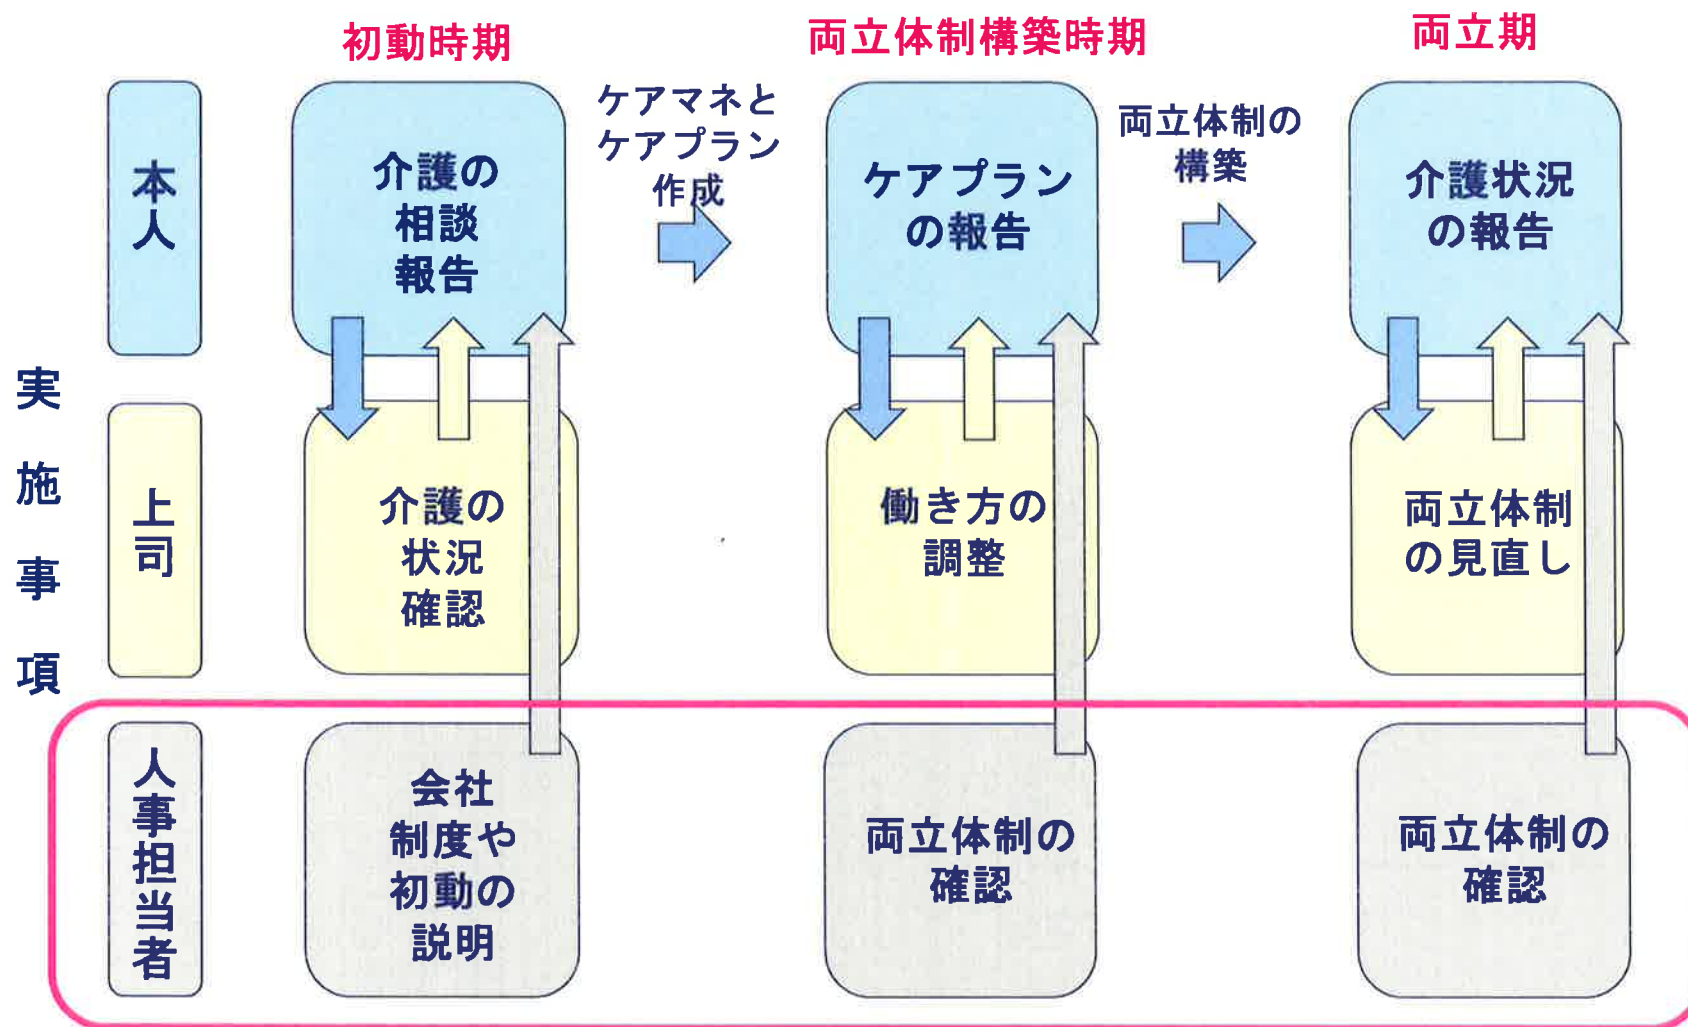 初動時期
両立体制構築時期
両立期
実施事項
本人
介護の
相談
報告
ケアマネと
ケアプラン
作成
ケアプラン
の報告
両立体制の
構築
介護状況
の報告
上司
介護の
状況
確認
働き方の
調整
両立体制
の見直し
人事担当者
会社
制度や
初動の
説明
両立体制の
確認
両立体制の
確認